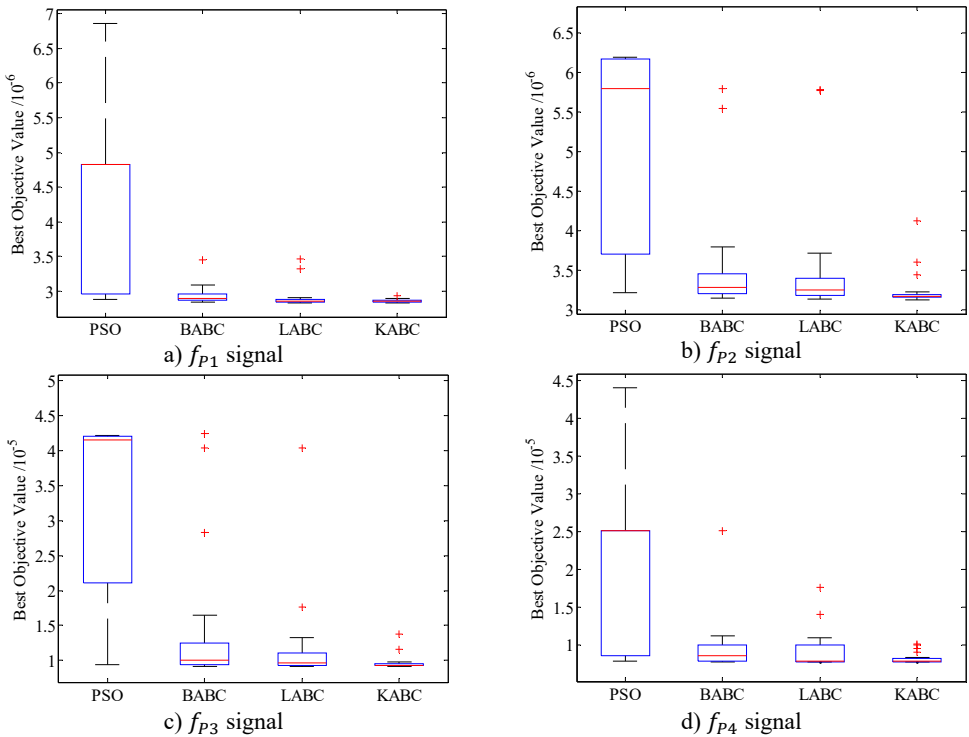 7
6.5
6
5.5
5
4.5
4
3.5
3
Best Objective Value /10-6
PSO BABC LABC KABC
a) fP1 signal
6.5
6
5.5
5
4.5
4
3.5
3
Best Objective Value /10-6
PSO BABC LABC KABC
b) fP2 signal
5
4.5
4
3.5
3
2.5
2
1.5
1
Best Objective Value /10-5
PSO BABC LABC KABC
c) fP3 signal
4.5
4
3.5
3
2.5
2
1.5
1
Best Objective Value /10-5
PSO BABC LABC KABC
d) fP4 signal